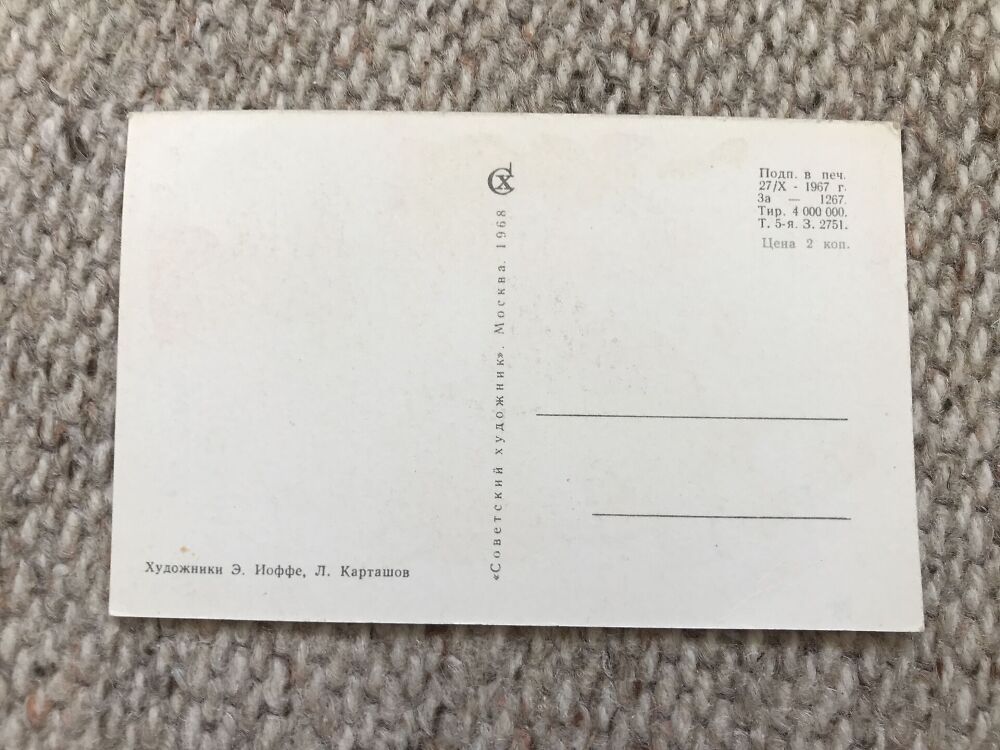 СХ
Подп. в печ.
27/X - 1967 г.
За — 1267.
Тир. 4 000 000.
Т. 5-я. З. 2751.
Цена 2 коп.
«Советский художник». Москва. 1968
Художники Э. Иоффе, Л. Карташов